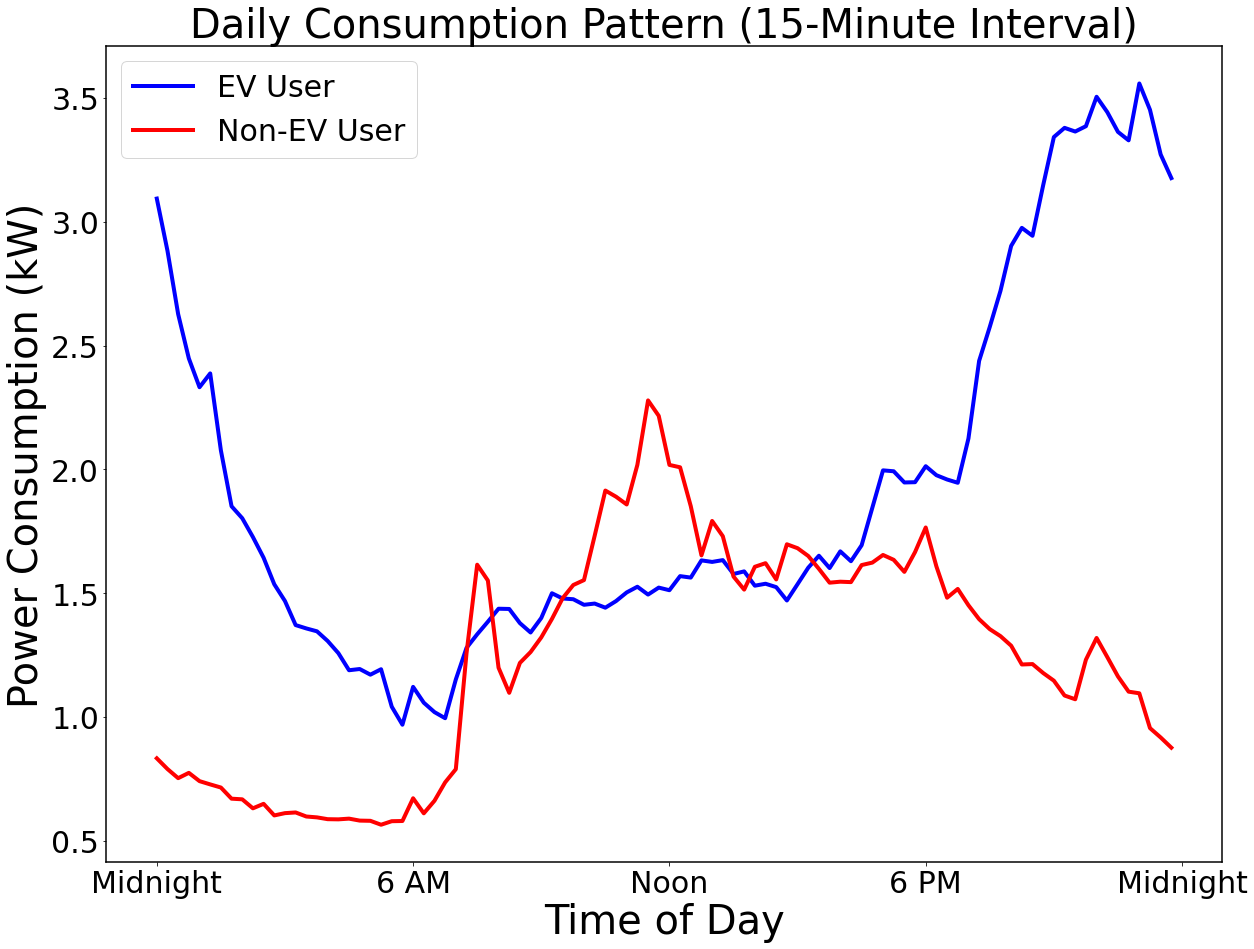 Daily Consumption Pattern (15-Minute Interval)
EV User
Non-EV User
Power Consumption (kW)
3.5
3.0
2.5
2.0
1.5
1.0
0.5
Midnight 6 AM Noon 6 PM Midnight
Time of Day